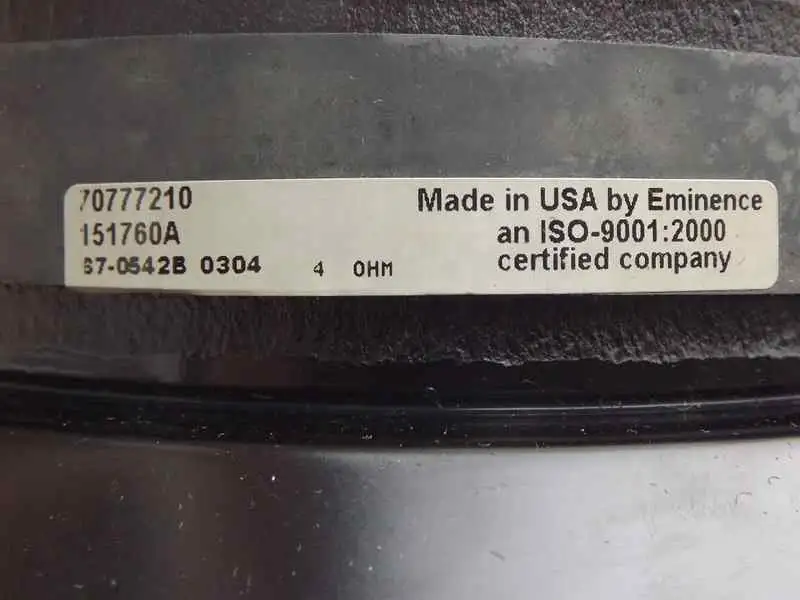 70777210
151760A
67-0542B 0304 4 OHM
Made in USA by Eminence
an ISO-9001:2000
certified company